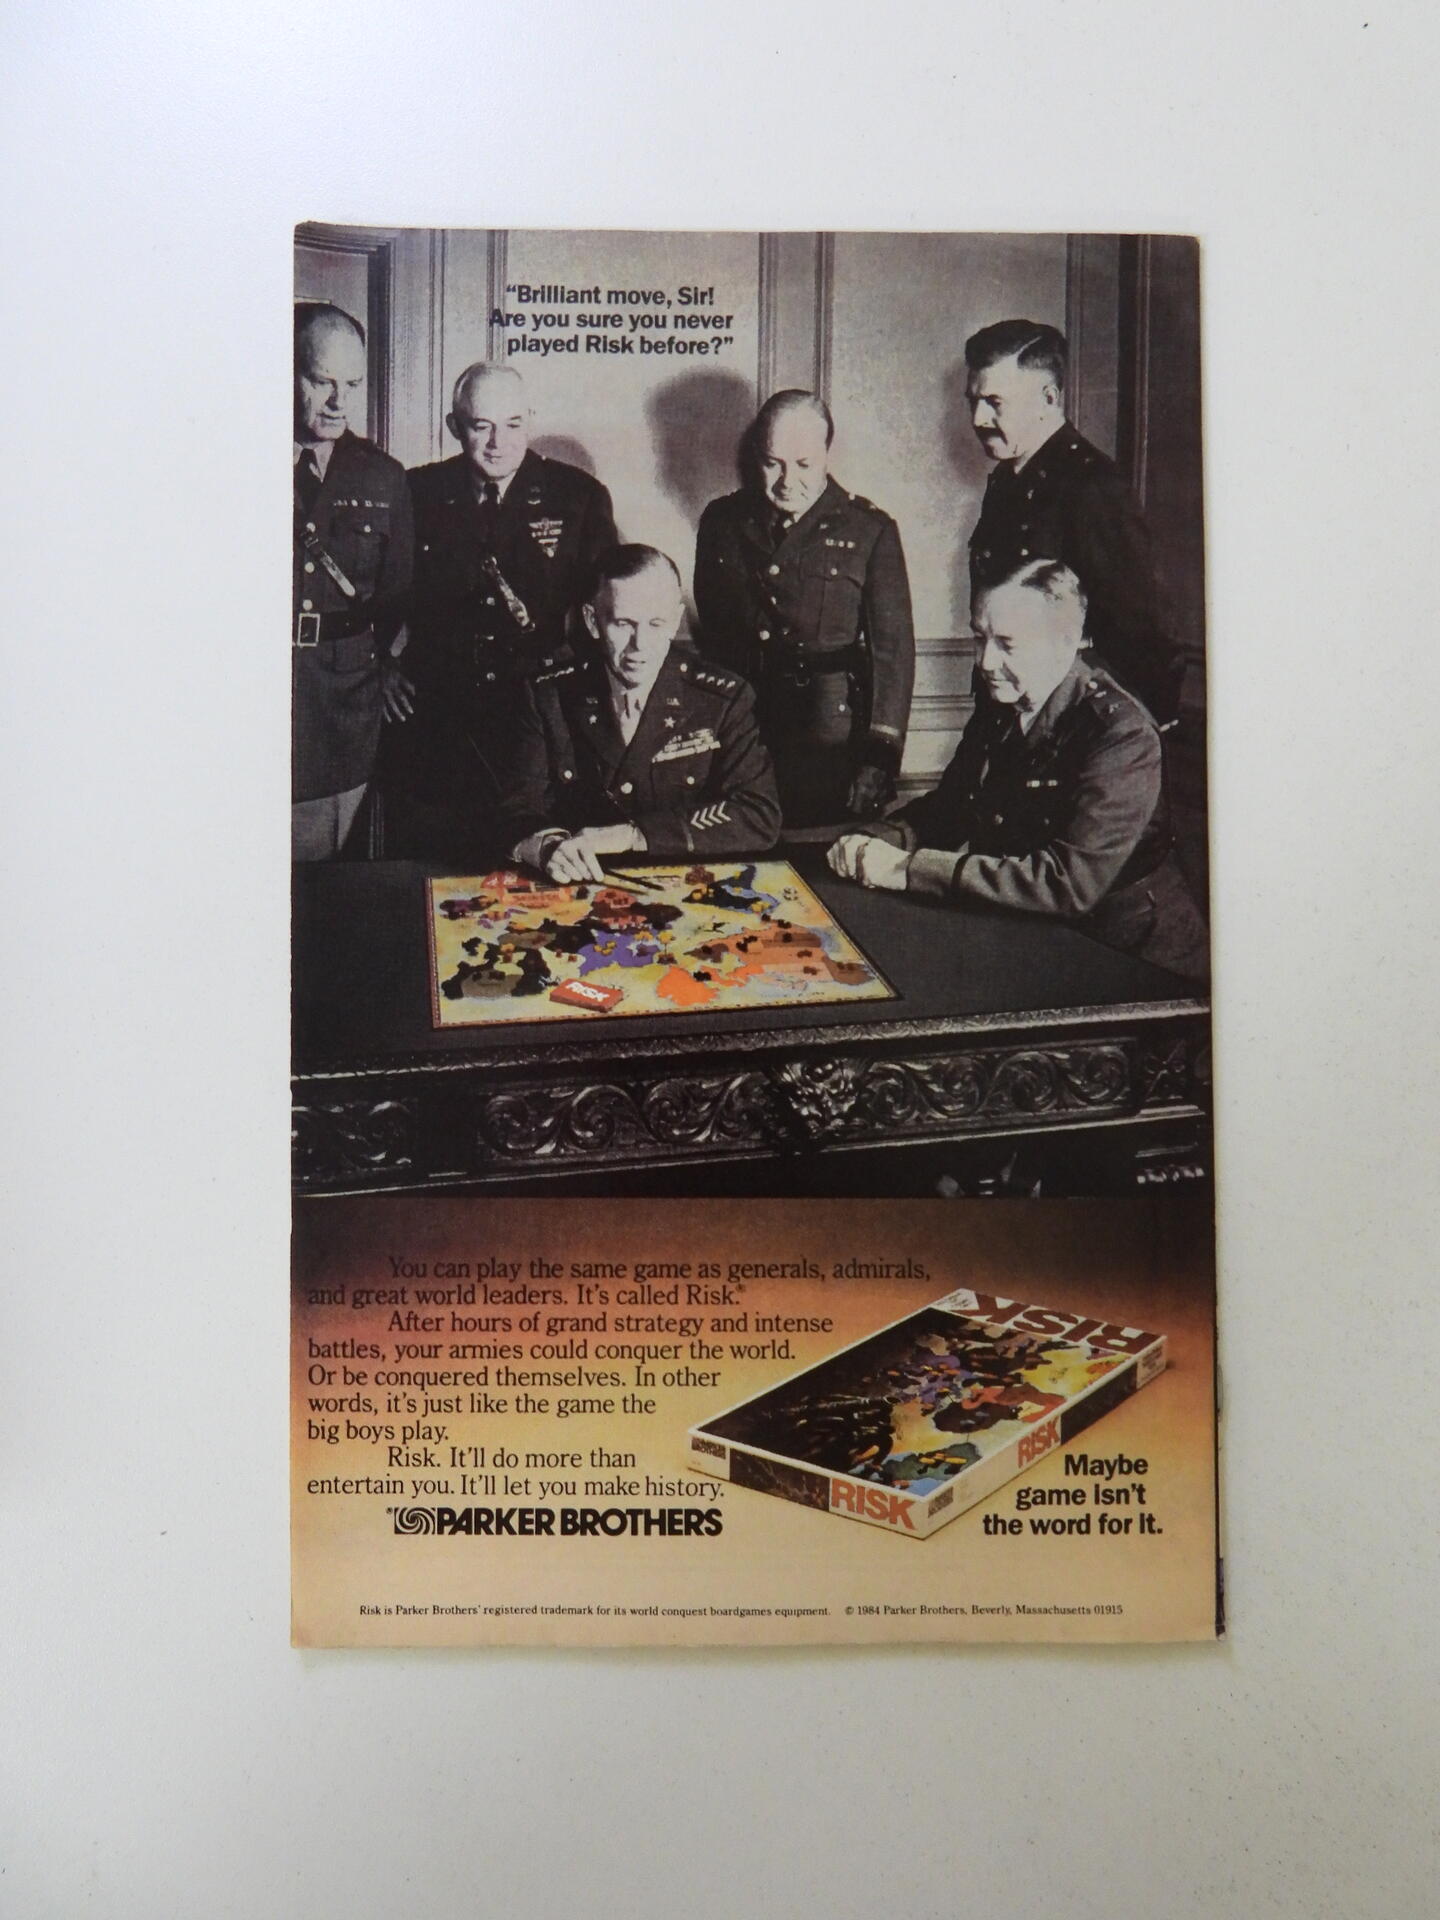 “Brilliant move, Sir!
Are you sure you never
played Risk before?”
RISK
You can play the same game as generals, admirals,
and great world leaders. It’s called Risk.®
After hours of grand strategy and intense
battles, your armies could conquer the world.
Or be conquered themselves. In other
words, it’s just like the game the
big boys play.
Risk. It’ll do more than
entertain you. It’ll let you make history.
PARKER BROTHERS
RISK
RISK
RISK
Maybe
game isn’t
the word for it.
Risk is Parker Brothers’ registered trademark for its world conquest boardgames equipment. © 1984 Parker Brothers, Beverly, Massachusetts 01915